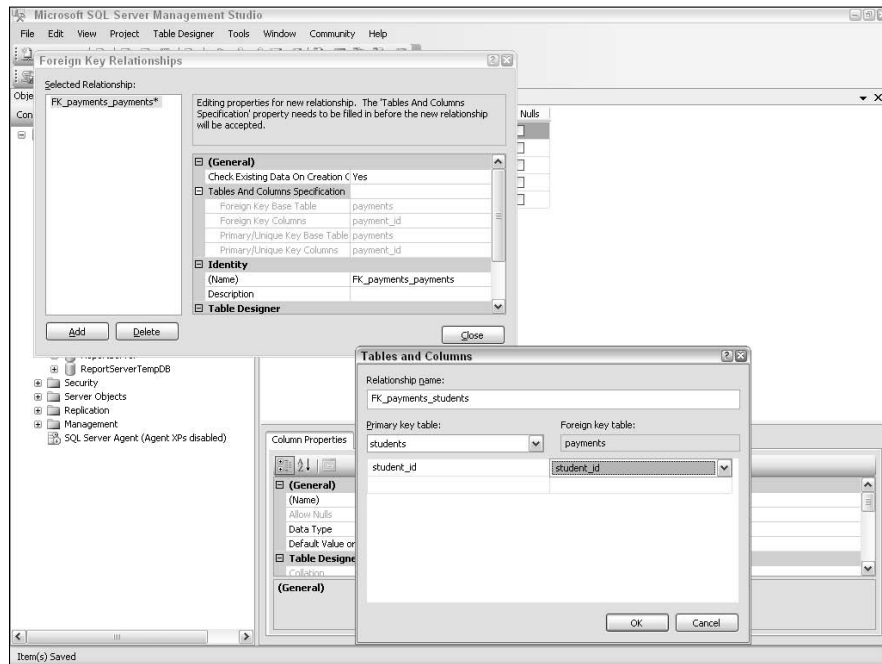 Microsoft SQL Server Management Studio
File Edit View Project Table Designer Tools Window Community Help
Foreign Key Relationships
Selected Relationship:
FK_payments_payments*
Editing properties for new relationship. The 'Tables And Columns
Specification' property needs to be filled in before the new relationship
will be accepted.
(General)
Check Existing Data On Creation C Yes
Tables And Columns Specification
Foreign Key Base Table payments
Foreign Key Columns payment_id
Primary/Unique Key Base Table payments
Primary/Unique Key Columns payment_id
Identity
(Name) FK_payments_payments
Description
Table Designer
Add Delete Close
Obje
Con
Nulls
ReportServerTempDB
Security
Server Objects
Replication
Management
SQL Server Agent (Agent XPs disabled)
Column Properties
(General)
(Name)
Allow Nulls
Data Type
Default Value or
Table Designe
Collation
(General)
Tables and Columns
Relationship name:
FK_payments_students
Primary key table: Foreign key table:
students payments
student_id student_id
OK Cancel
Item(s) Saved